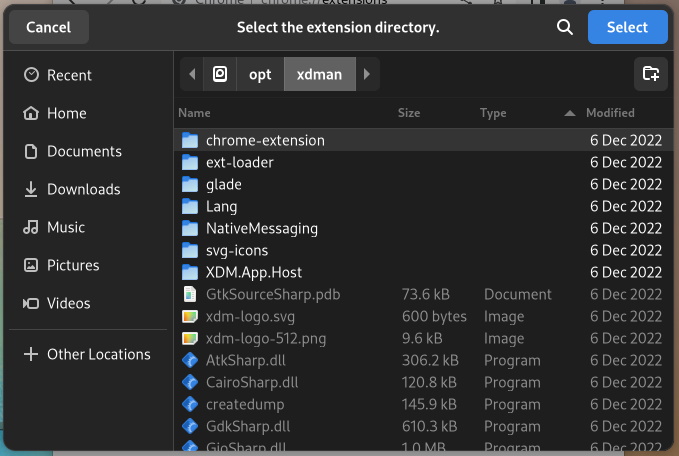 Chrome chrome://extensions
Cancel Select the extension directory. Select
opt xdman
Recent
Home
Documents
Downloads
Music
Pictures
Videos
Other Locations
Name Size Type Modified
chrome-extension 6 Dec 2022
ext-loader 6 Dec 2022
glade 6 Dec 2022
Lang 6 Dec 2022
NativeMessaging 6 Dec 2022
svg-icons 6 Dec 2022
XDM.App.Host 6 Dec 2022
GtkSourceSharp.pdb 73.6 kB Document 6 Dec 2022
xdm-logo.svg 600 bytes Image 6 Dec 2022
xdm-logo-512.png 9.6 kB Image 6 Dec 2022
AtkSharp.dll 306.2 kB Program 6 Dec 2022
CairoSharp.dll 120.8 kB Program 6 Dec 2022
createdump 145.9 kB Program 6 Dec 2022
GdkSharp.dll 610.3 kB Program 6 Dec 2022
GioSharp.dll 1.0 MB Program 6 Dec 2022